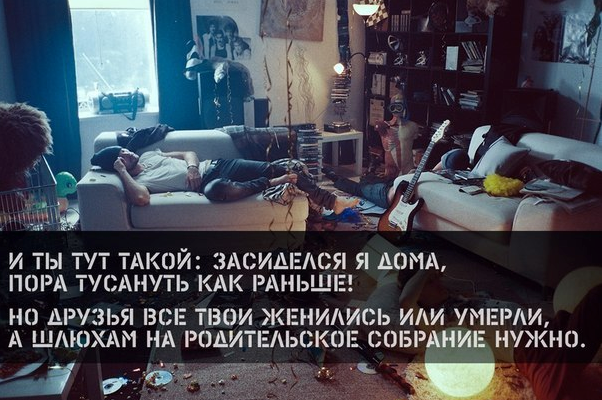 И ТЫ ТУТ ТАКОЙ: ЗАСИДЕЛСЯ Я ДОМА,
ПОРА ТУСАНУТЬ КАК РАНЬШЕ!
НО ДРУЗЬЯ ВСЕ ТВОИ ЖЕНИЛИСЬ ИЛИ УМЕРЛИ,
А ШЛЮХАМ НА РОДИТЕЛЬСКОЕ СОБРАНИЕ НУЖНО.